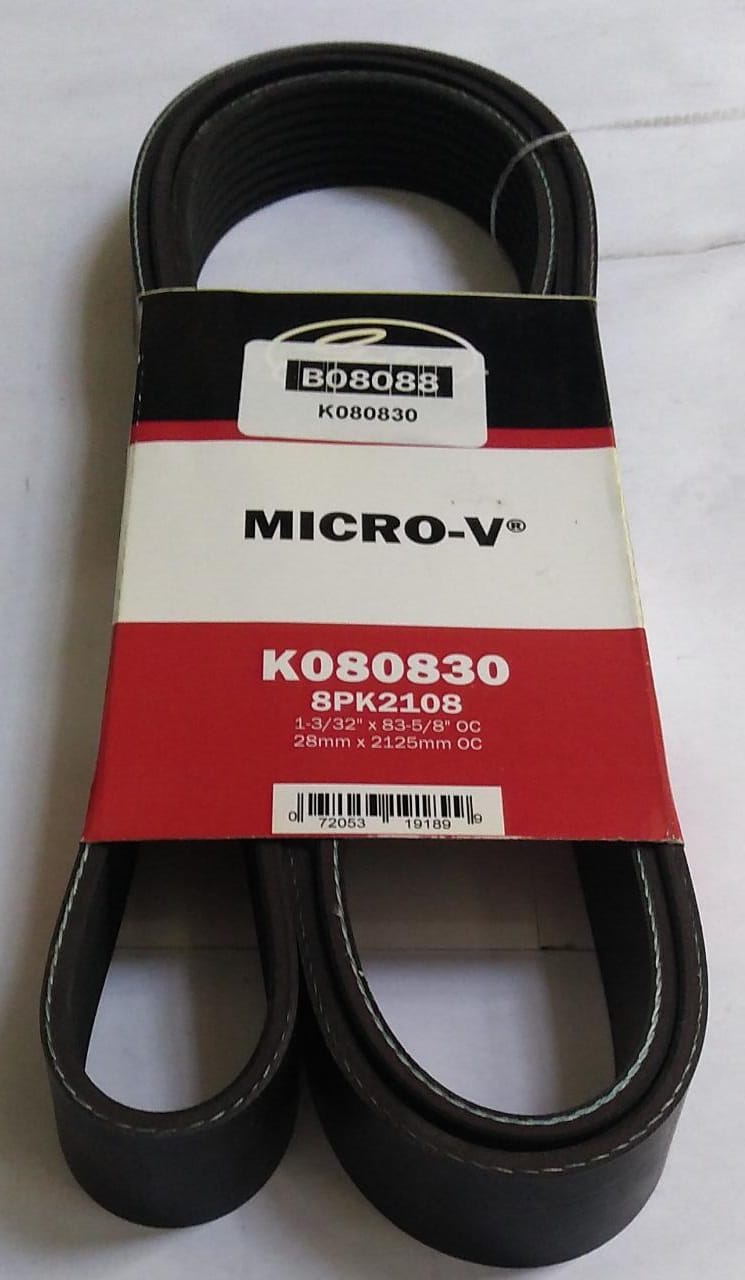 B08088
K080830
MICRO-V®
K080830
8PK2108
1-3/32" x 83-5/8" OC
28mm x 2125mm OC
0 72053 19189 9